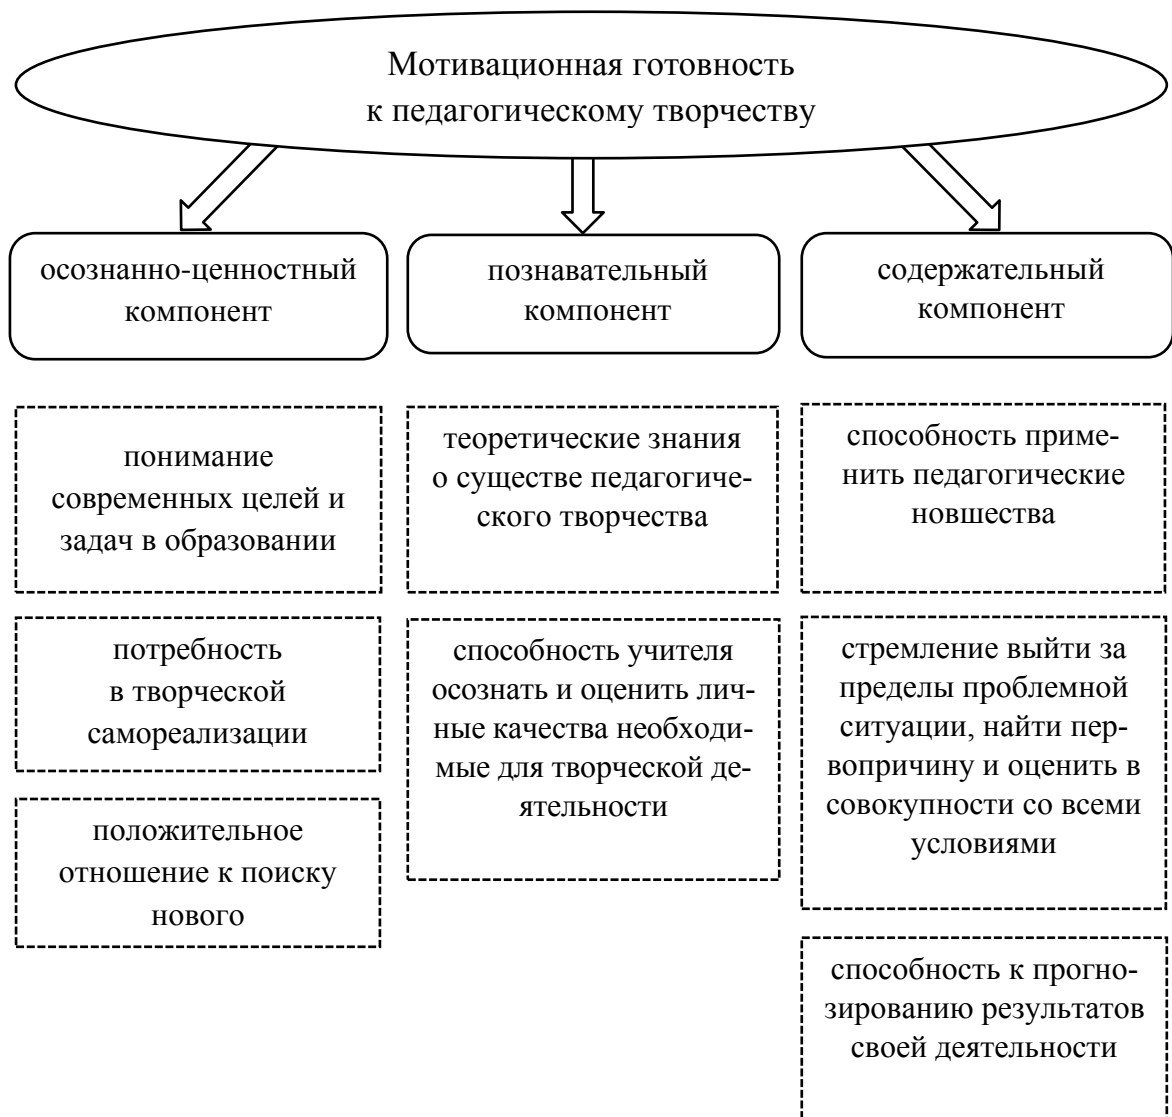 Мотивационная готовность
к педагогическому творчеству
осознанно-ценностный
компонент
познавательный
компонент
содержательный
компонент
понимание
современных целей и
задач в образовании
теоретические знания
о существе педагогиче-
ского творчества
способность приме-
нить педагогические
новшества
потребность
в творческой
самореализации
способность учителя
осознать и оценить лич-
ные качества необходи-
мые для творческой де-
ятельности
стремление выйти за
пределы проблемной
ситуации, найти пер-
вопричину и оценить в
совокупности со всеми
условиями
положительное
отношение к поиску
нового
способность к прогно-
зированию результатов
своей деятельности